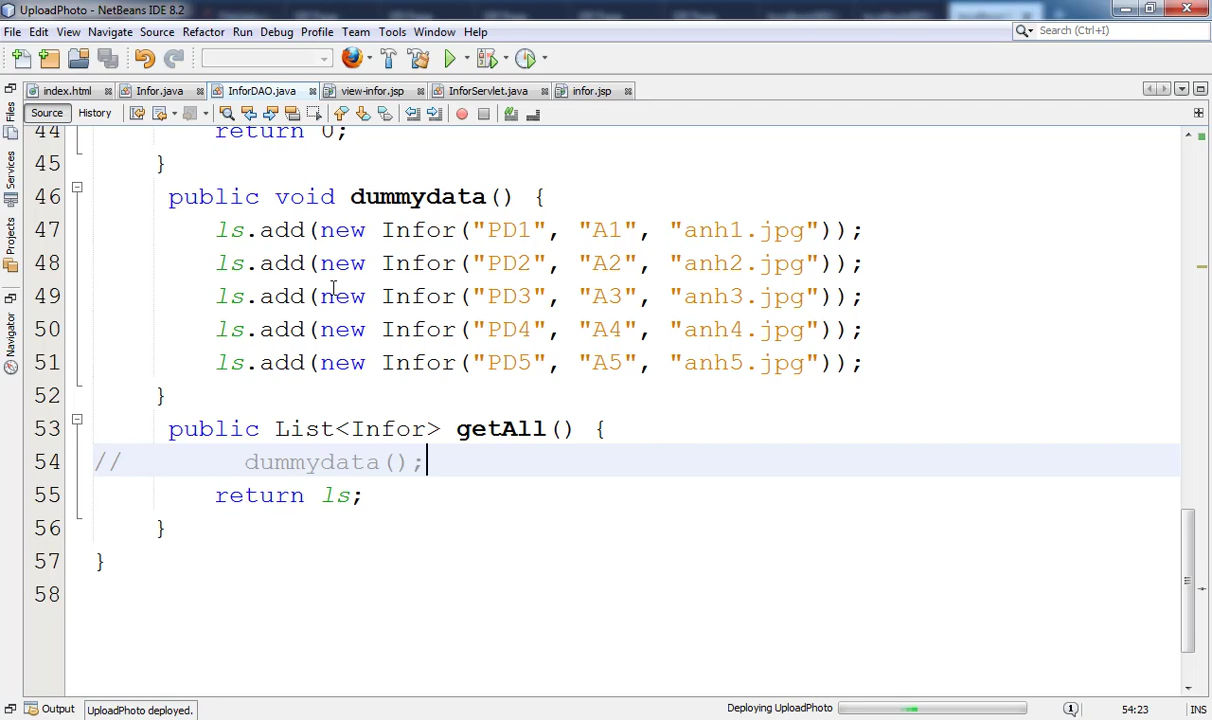 UploadPhoto - NetBeans IDE 8.2
File Edit View Navigate Source Refactor Run Debug Profile Team Tools Window Help
Search (Ctrl+I)
index.html Infor.java InforDAO.java view-infor.jsp InforServlet.java infor.jsp
Source History
Files
Services
Projects
Navigator
44 return 0;
45 }
46 public void dummydata() {
47 ls.add(new Infor("PD1", "A1", "anh1.jpg"));
48 ls.add(new Infor("PD2", "A2", "anh2.jpg"));
49 ls.add(new Infor("PD3", "A3", "anh3.jpg"));
50 ls.add(new Infor("PD4", "A4", "anh4.jpg"));
51 ls.add(new Infor("PD5", "A5", "anh5.jpg"));
52 }
53 public List<Infor> getAll() {
54 // dummydata();
55 return ls;
56 }
57 }
58
Output UploadPhoto deployed. Deploying UploadPhoto 1 54:23 INS